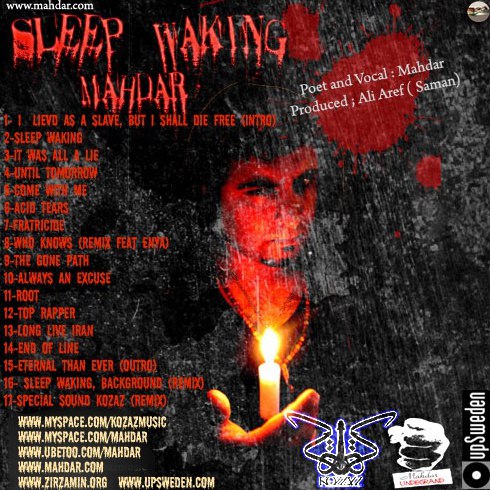 www.mahdar.com
SLEEP WAKING
MAHDAR
Poet and Vocal : Mahdar
Produced ; Ali Aref ( Saman)
1- I LIEVD AS A SLAVE, BUT I SHALL DIE FREE (INTRO)
2-SLEEP WAKING
3-IT WAS ALL A LIE
4-UNTIL TOMORROW
5-COME WITH ME
6-ACID TEARS
7-FRATRICIDE
8-WHO KNOWS (REMIX FEAT ENYA)
9-THE GONE PATH
10-ALWAYS AN EXCUSE
11-ROOT
12-TOP RAPPER
13-LONG LIVE IRAN
14-END OF LINE
15-ETERNAL THAN EVER (OUTRO)
16- SLEEP WAKING, BACKGROUND (REMIX)
17-SPECIAL SOUND KOZAZ (REMIX)
WWW.MYSPACE.COM/KOZAZMUSIC
WWW.MYSPACE.COM/MAHDAR
WWW.UBETOO.COM/MAHDAR
WWW.MAHDAR.COM
WWW.ZIRZAMIN.ORG WWW.UPSWEDEN.COM
KOZAZ
Mahdar
UNDEGRAND
upSweden